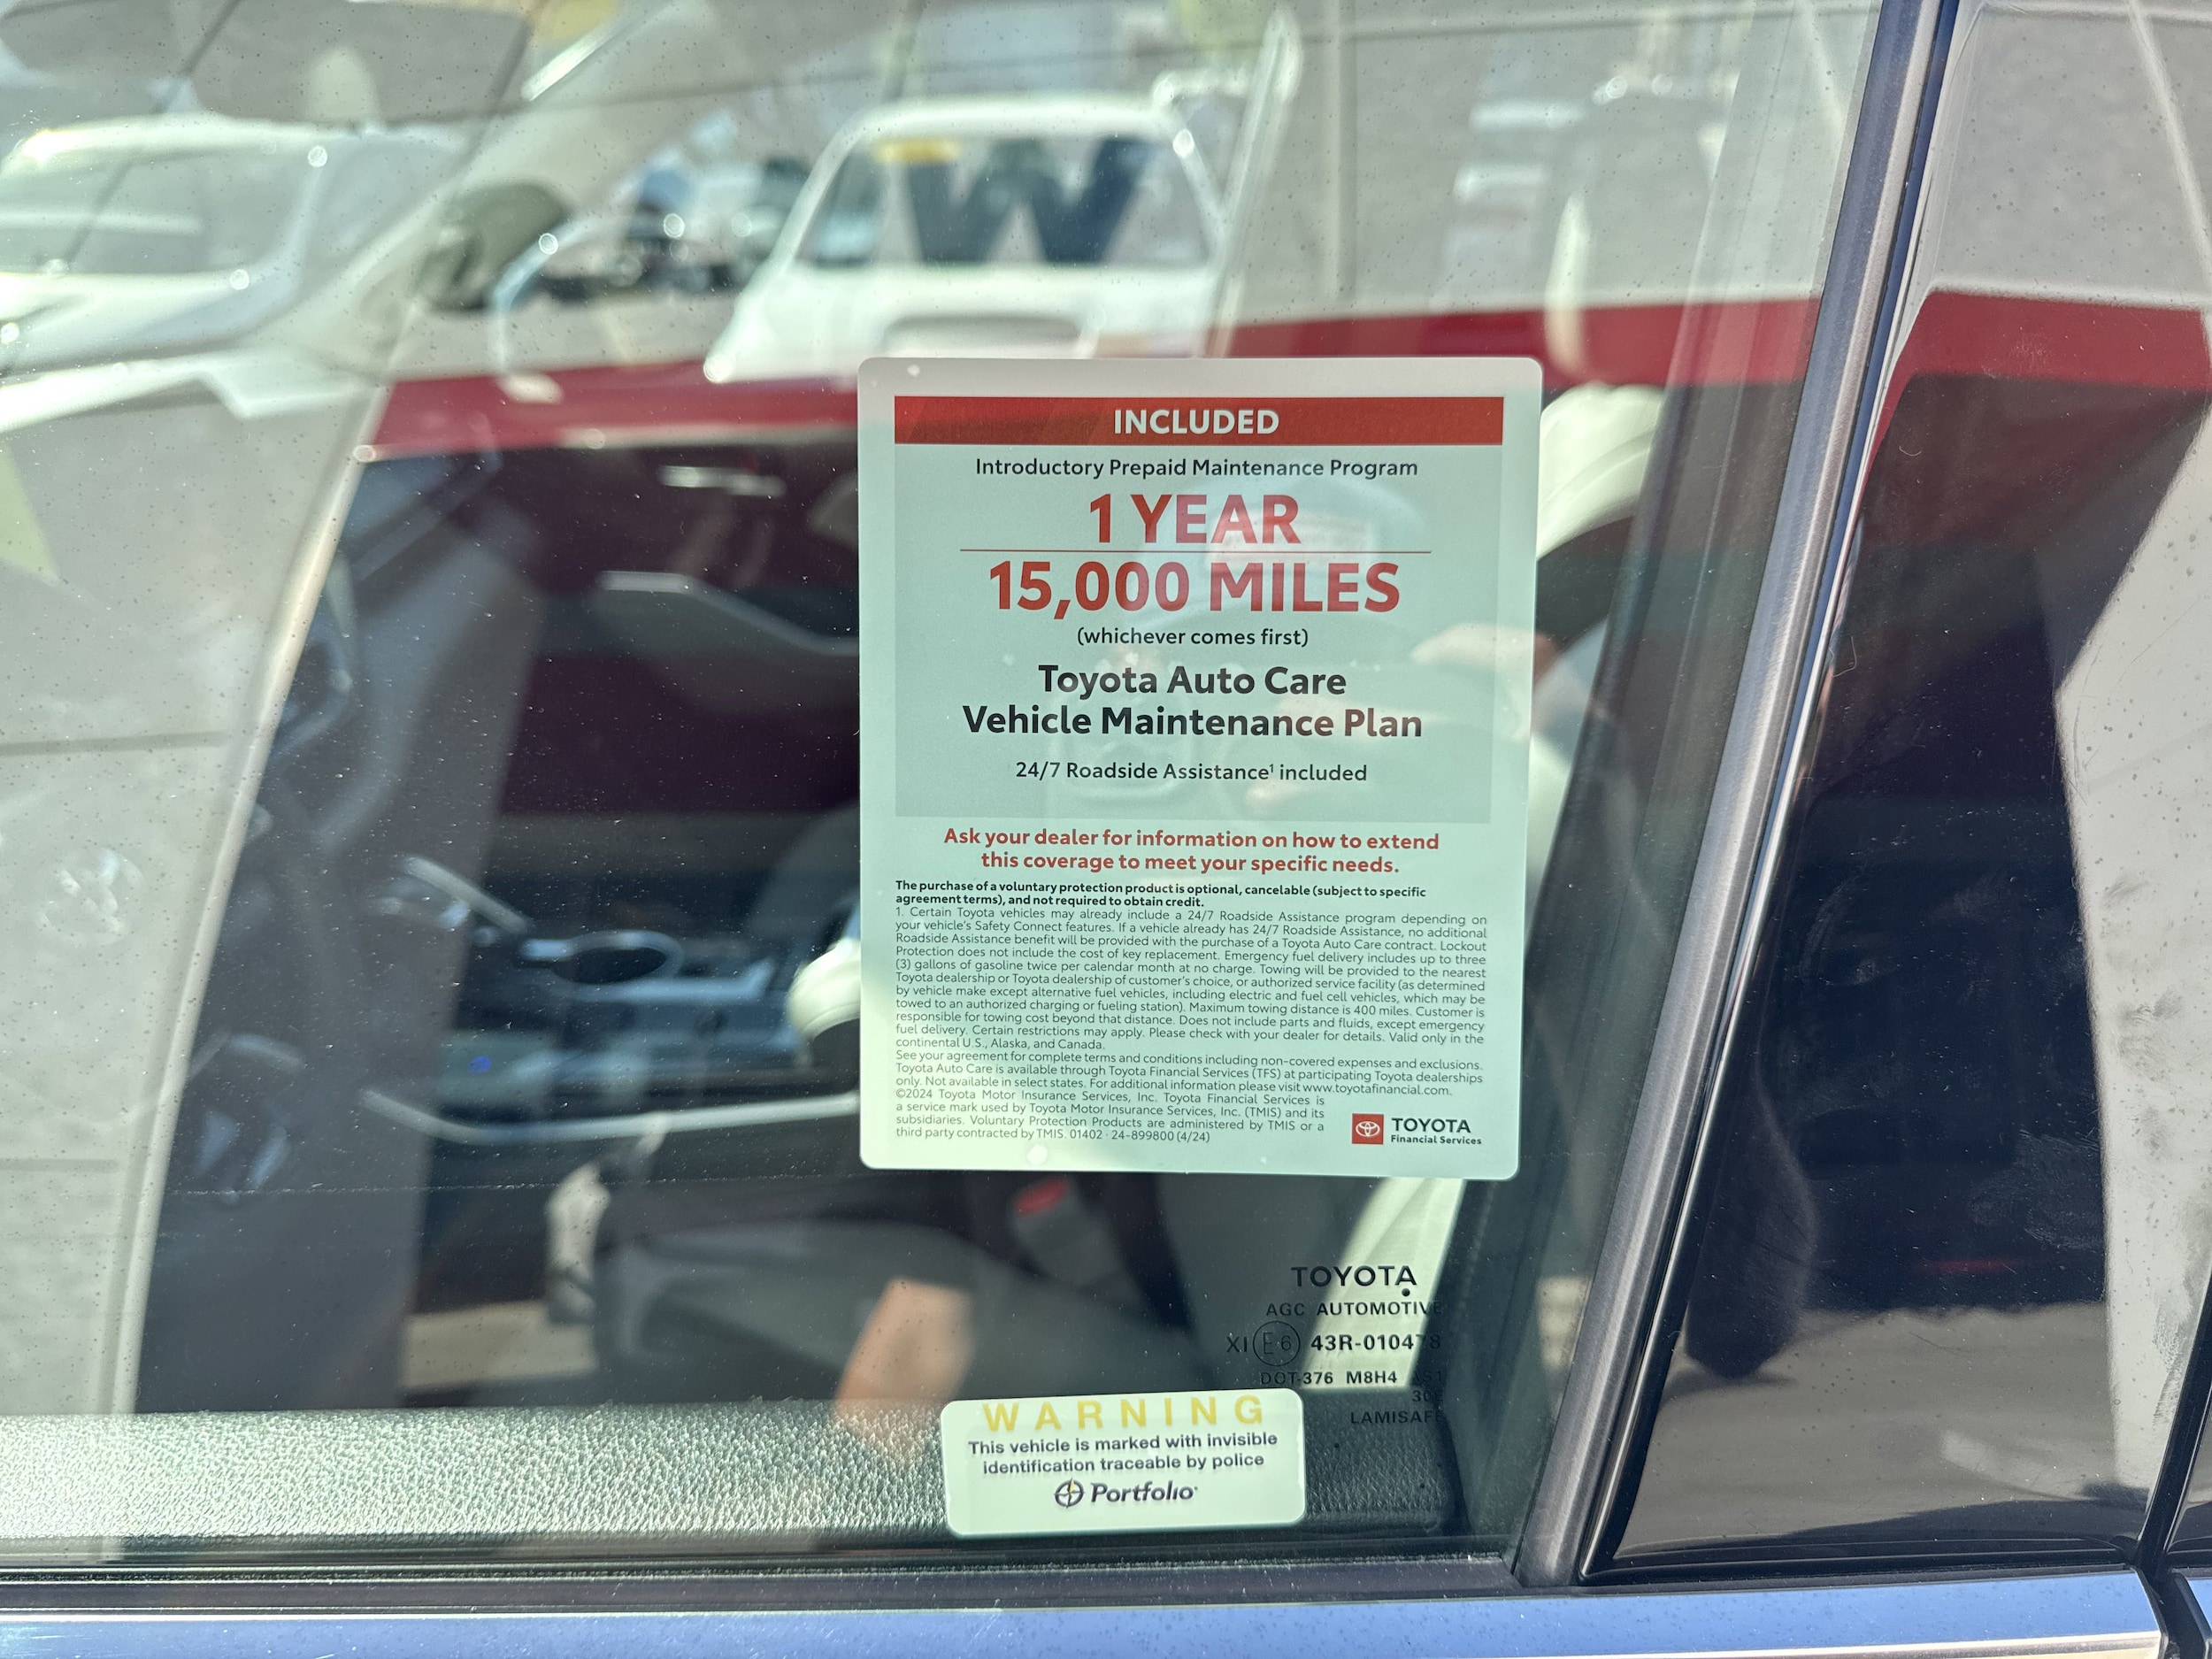 INCLUDED
Introductory Prepaid Maintenance Program
1 YEAR
15,000 MILES
(whichever comes first)
Toyota Auto Care
Vehicle Maintenance Plan
24/7 Roadside Assistance¹ included
Ask your dealer for information on how to extend
this coverage to meet your specific needs.
The purchase of a voluntary protection product is optional, cancelable (subject to specific
agreement terms), and not required to obtain credit.
1. Certain Toyota vehicles may already include a 24/7 Roadside Assistance program depending on
your vehicle's Safety Connect features. If a vehicle already has 24/7 Roadside Assistance, no additional
Roadside Assistance benefit will be provided with the purchase of a Toyota Auto Care contract. Lockout
Protection does not include the cost of key replacement. Emergency fuel delivery includes up to three
(3) gallons of gasoline twice per calendar month at no charge. Towing will be provided to the nearest
Toyota dealership or Toyota dealership of customer's choice, or authorized service facility (as determined
by vehicle make except alternative fuel vehicles, including electric and fuel cell vehicles, which may be
towed to an authorized charging or fueling station). Maximum towing distance is 400 miles. Customer is
responsible for towing cost beyond that distance. Does not include parts and fluids, except emergency
fuel delivery. Certain restrictions may apply. Please check with your dealer for details. Valid only in the
continental U.S., Alaska, and Canada.
See your agreement for complete terms and conditions including non-covered expenses and exclusions.
Toyota Auto Care is available through Toyota Financial Services (TFS) at participating Toyota dealerships
only. Not available in select states. For additional information please visit www.toyotafinancial.com.
©2024 Toyota Motor Insurance Services, Inc. Toyota Financial Services is
a service mark used by Toyota Motor Insurance Services, Inc. (TMIS) and its
subsidiaries. Voluntary Protection Products are administered by TMIS or a
third party contracted by TMIS. 01402 · 24-899800 (4/24)
TOYOTA
Financial Services
TOYOTA
AGC AUTOMOTIVE
XI E6 43R-010478
DOT-376 M8H4
WARNING
This vehicle is marked with invisible
identification traceable by police
Portfolio